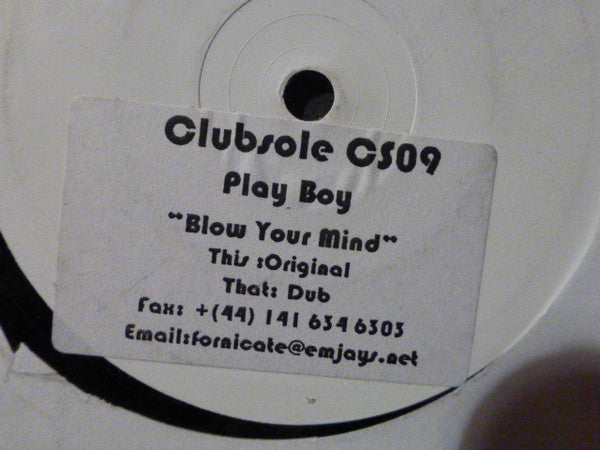 Clubsole CS09
Play Boy
"Blow Your Mind"
This :Original
That: Dub
Fax: +(44) 141 634 6303
Email:fornicate@emjays.net